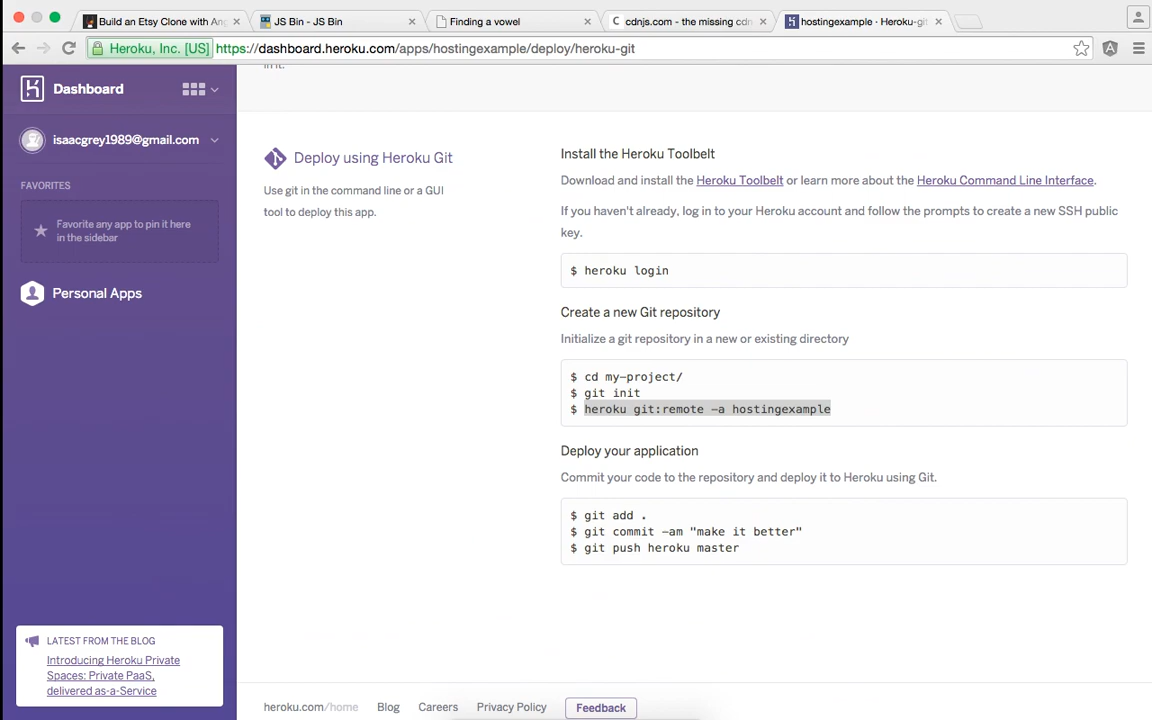 Build an Etsy Clone with Ang
JS Bin - JS Bin
Finding a vowel
cdnjs.com - the missing cdn
hostingexample · Heroku-git
Heroku, Inc. [US]
https://dashboard.heroku.com/apps/hostingexample/deploy/heroku-git
Dashboard
isaacgrey1989@gmail.com
FAVORITES
Favorite any app to pin it here
in the sidebar
Personal Apps
LATEST FROM THE BLOG
Introducing Heroku Private
Spaces: Private PaaS,
delivered as-a-Service
Deploy using Heroku Git
Use git in the command line or a GUI
tool to deploy this app.
Install the Heroku Toolbelt
Download and install the Heroku Toolbelt or learn more about the Heroku Command Line Interface.
If you haven't already, log in to your Heroku account and follow the prompts to create a new SSH public
key.
$ heroku login
Create a new Git repository
Initialize a git repository in a new or existing directory
$ cd my-project/
$ git init
$ heroku git:remote -a hostingexample
Deploy your application
Commit your code to the repository and deploy it to Heroku using Git.
$ git add .
$ git commit -am "make it better"
$ git push heroku master
heroku.com/home
Blog
Careers
Privacy Policy
Feedback